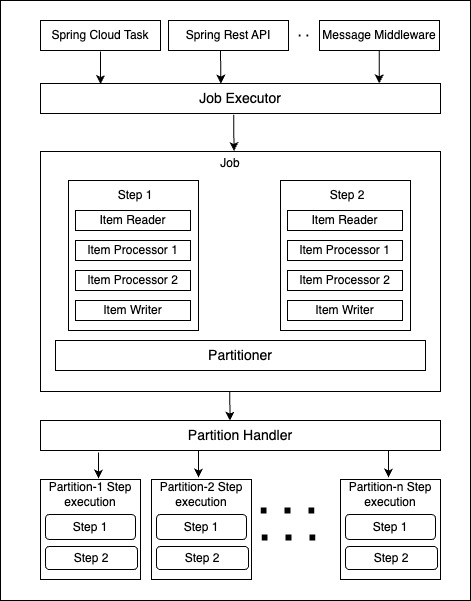 Spring Cloud Task
Spring Rest API
Message Middleware
Job Executor
Job
Step 1
Item Reader
Item Processor 1
Item Processor 2
Item Writer
Step 2
Item Reader
Item Processor 1
Item Processor 2
Item Writer
Partitioner
Partition Handler
Partition-1 Step
execution
Step 1
Step 2
Partition-2 Step
execution
Step 1
Step 2
Partition-n Step
execution
Step 1
Step 2